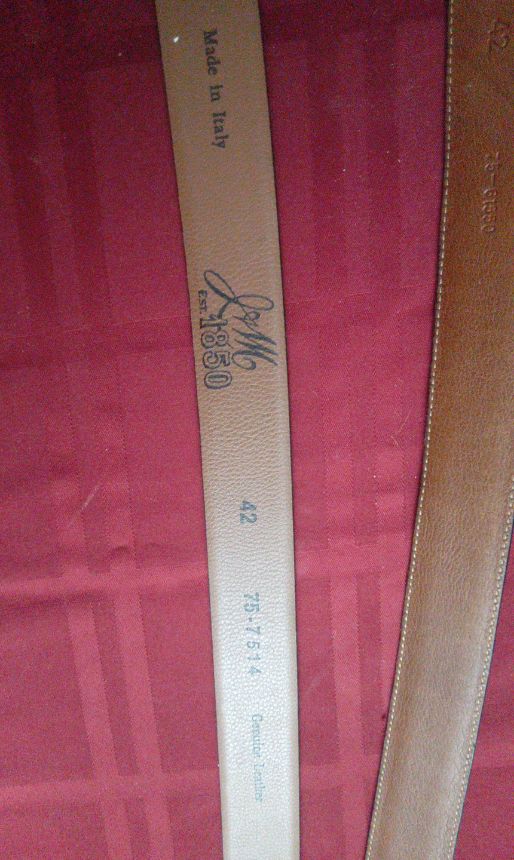 Made in Italy
J&M
EST. 1850
42
75-7514
Genuine Leather
42